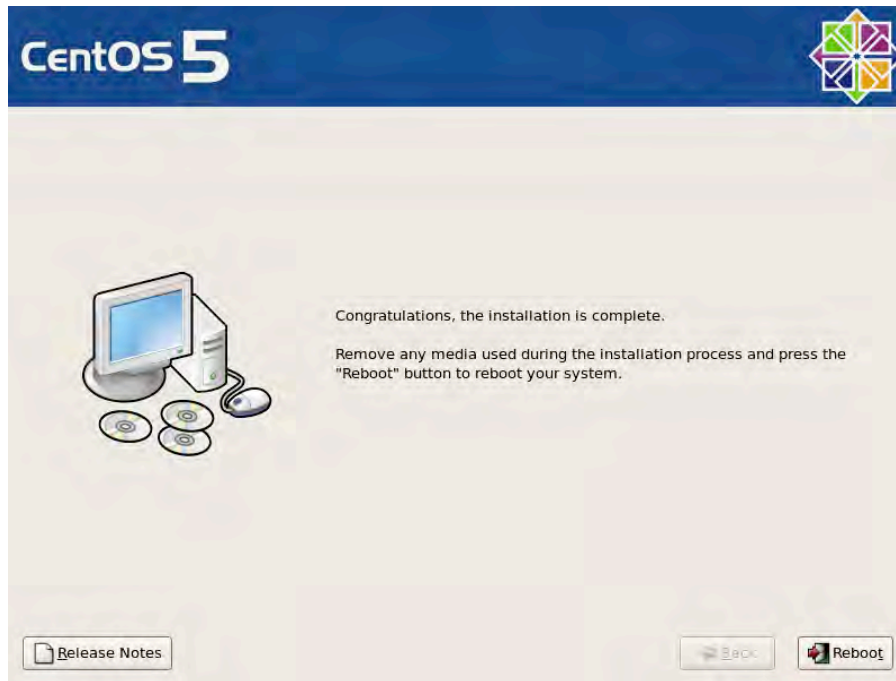 CentOS 5
Congratulations, the installation is complete.
Remove any media used during the installation process and press the
"Reboot" button to reboot your system.
Release Notes
Back
Reboot